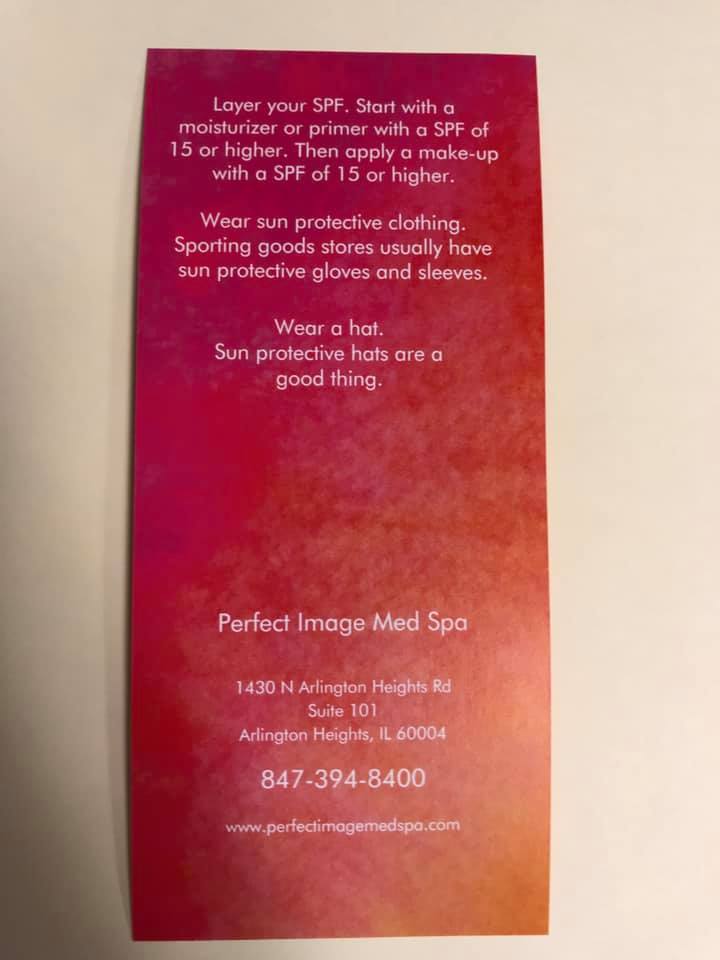 Layer your SPF. Start with a
moisturizer or primer with a SPF of
15 or higher. Then apply a make-up
with a SPF of 15 or higher.
Wear sun protective clothing.
Sporting goods stores usually have
sun protective gloves and sleeves.
Wear a hat.
Sun protective hats are a
good thing.
Perfect Image Med Spa
1430 N Arlington Heights Rd
Suite 101
Arlington Heights, IL 60004
847-394-8400
www.perfectimagemedspa.com